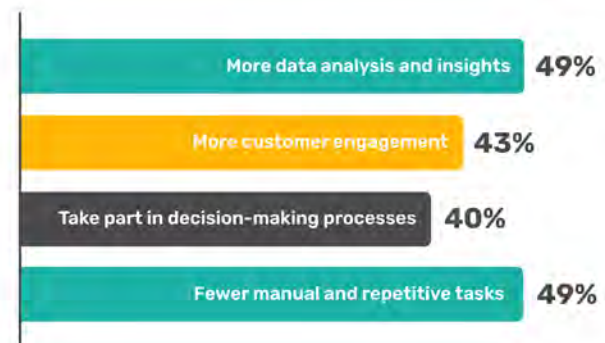 More data analysis and insights 49%
More customer engagement 43%
Take part in decision-making processes 40%
Fewer manual and repetitive tasks 49%